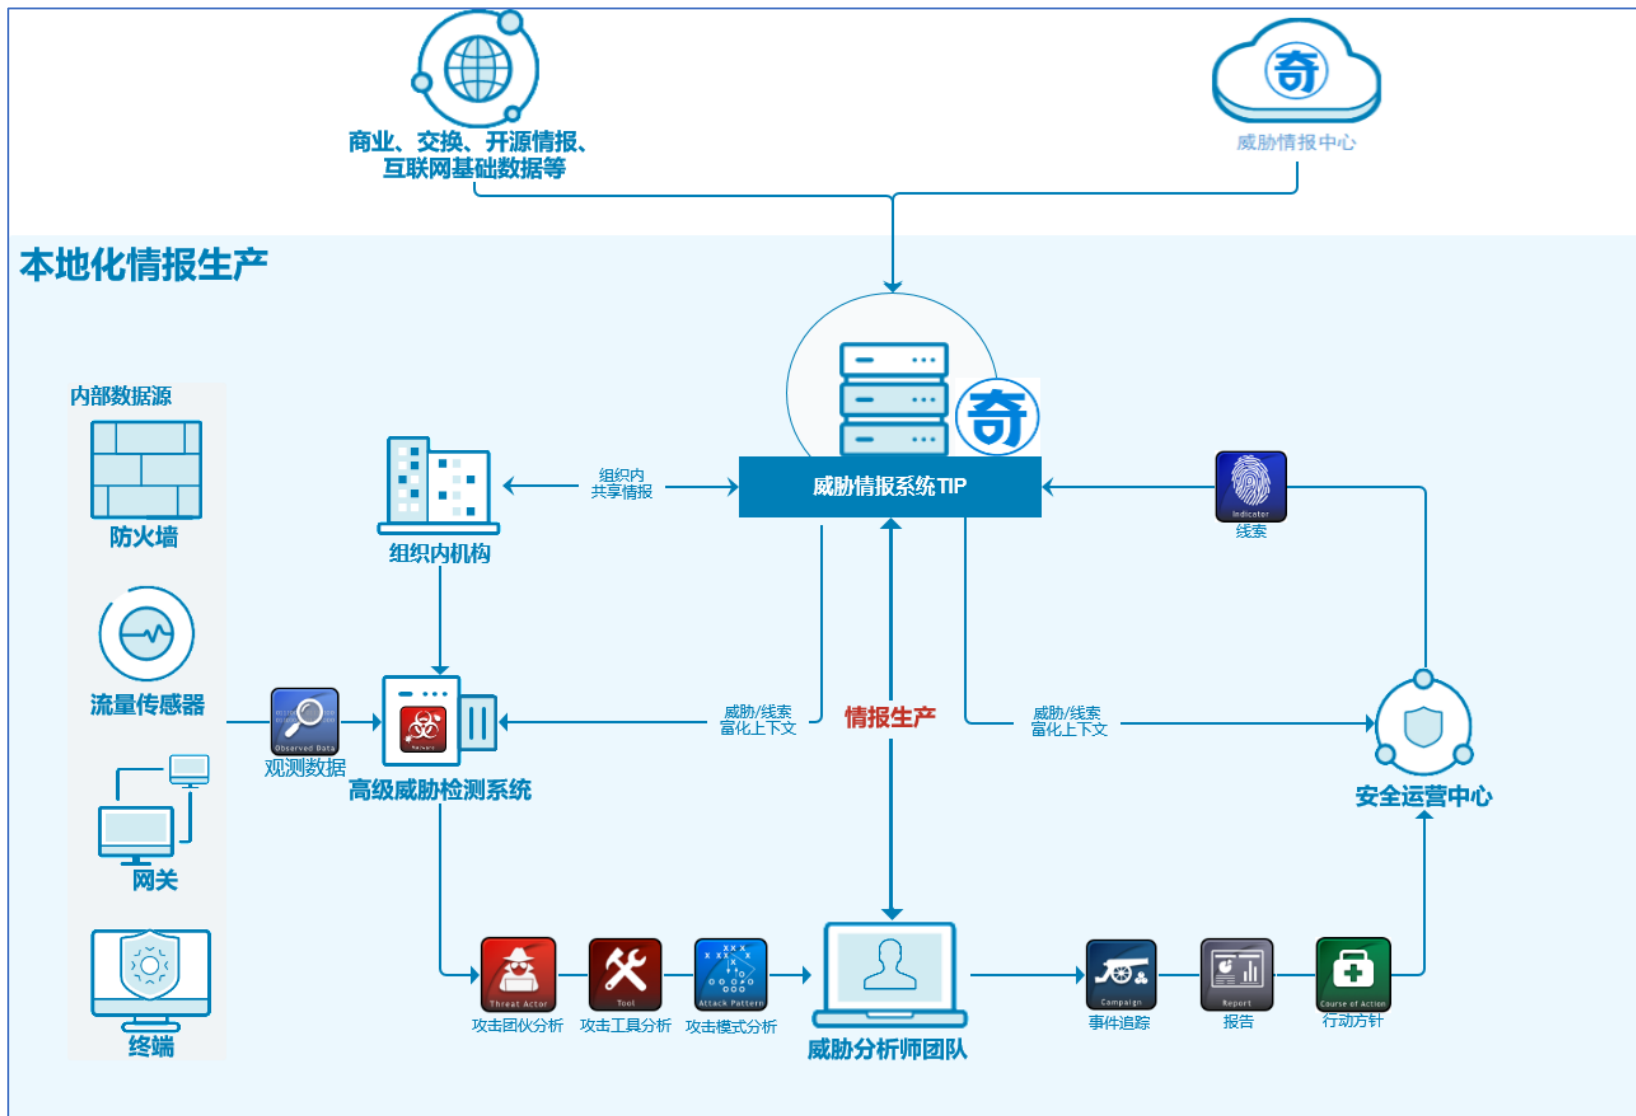 奇
商业、交换、开源情报、
互联网基础数据等
威胁情报中心
本地化情报生产
内部数据源
防火墙
流量传感器
网关
终端
Observed Data
观测数据
组织内机构
组织内
共享情报
奇
威胁情报系统TIP
Indicator
线索
Malware
高级威胁检测系统
威胁/线索
富化上下文
情报生产
威胁/线索
富化上下文
安全运营中心
Threat Actor
攻击团伙分析
Tool
攻击工具分析
XXX
X XXX X
X
Attack Pattern
攻击模式分析
威胁分析师团队
Campaign
事件追踪
Report
报告
Course of Action
行动方针